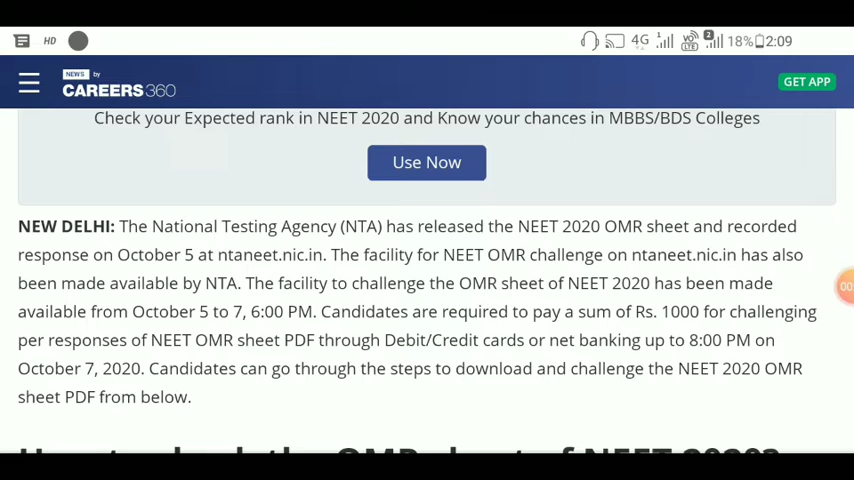 HD 4G 1 VO LTE 2 18% 2:09
NEWS by
CAREERS360
GET APP
Check your Expected rank in NEET 2020 and Know your chances in MBBS/BDS Colleges
Use Now
NEW DELHI: The National Testing Agency (NTA) has released the NEET 2020 OMR sheet and recorded
response on October 5 at ntaneet.nic.in. The facility for NEET OMR challenge on ntaneet.nic.in has also
been made available by NTA. The facility to challenge the OMR sheet of NEET 2020 has been made
available from October 5 to 7, 6:00 PM. Candidates are required to pay a sum of Rs. 1000 for challenging
00
per responses of NEET OMR sheet PDF through Debit/Credit cards or net banking up to 8:00 PM on
October 7, 2020. Candidates can go through the steps to download and challenge the NEET 2020 OMR
sheet PDF from below.